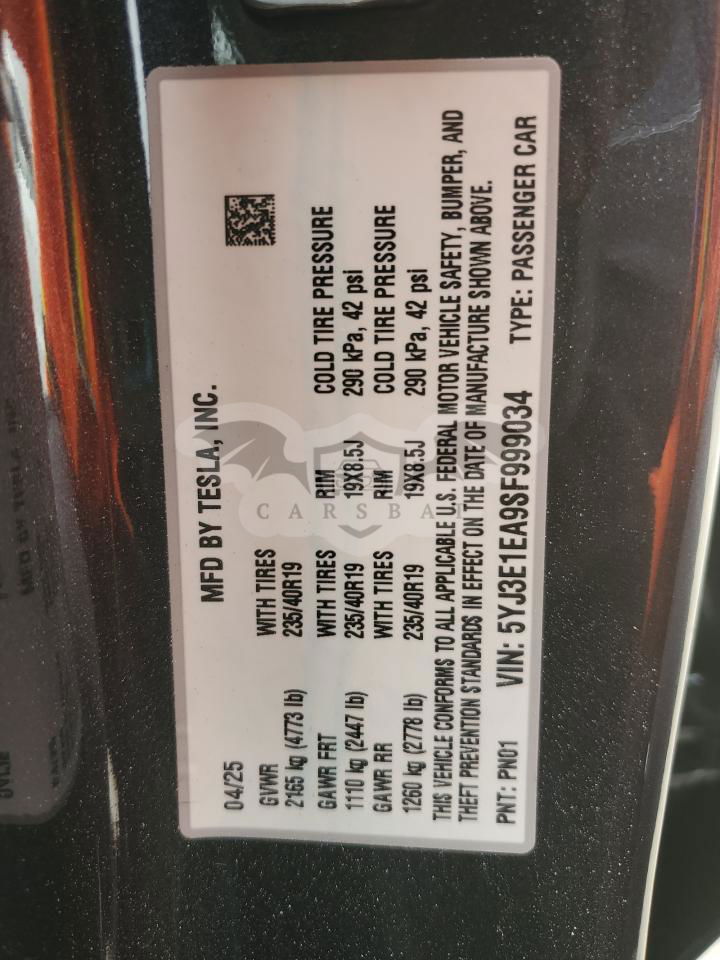 MFD BY TESLA, INC.
04/25
GVWR WITH TIRES
2165 kg (4773 lb) 235/40R19
GAWR FRT WITH TIRES RIM COLD TIRE PRESSURE
1110 kg (2447 lb) 235/40R19 19X8.5J 290 kPa, 42 psi
GAWR RR WITH TIRES RIM COLD TIRE PRESSURE
1260 kg (2778 lb) 235/40R19 19X8.5J 290 kPa, 42 psi
THIS VEHICLE CONFORMS TO ALL APPLICABLE U.S. FEDERAL MOTOR VEHICLE SAFETY, BUMPER, AND
THEFT PREVENTION STANDARDS IN EFFECT ON THE DATE OF MANUFACTURE SHOWN ABOVE.
PNT: PN01 VIN: 5YJ3E1EA9SF999034 TYPE: PASSENGER CAR
CARSBAT